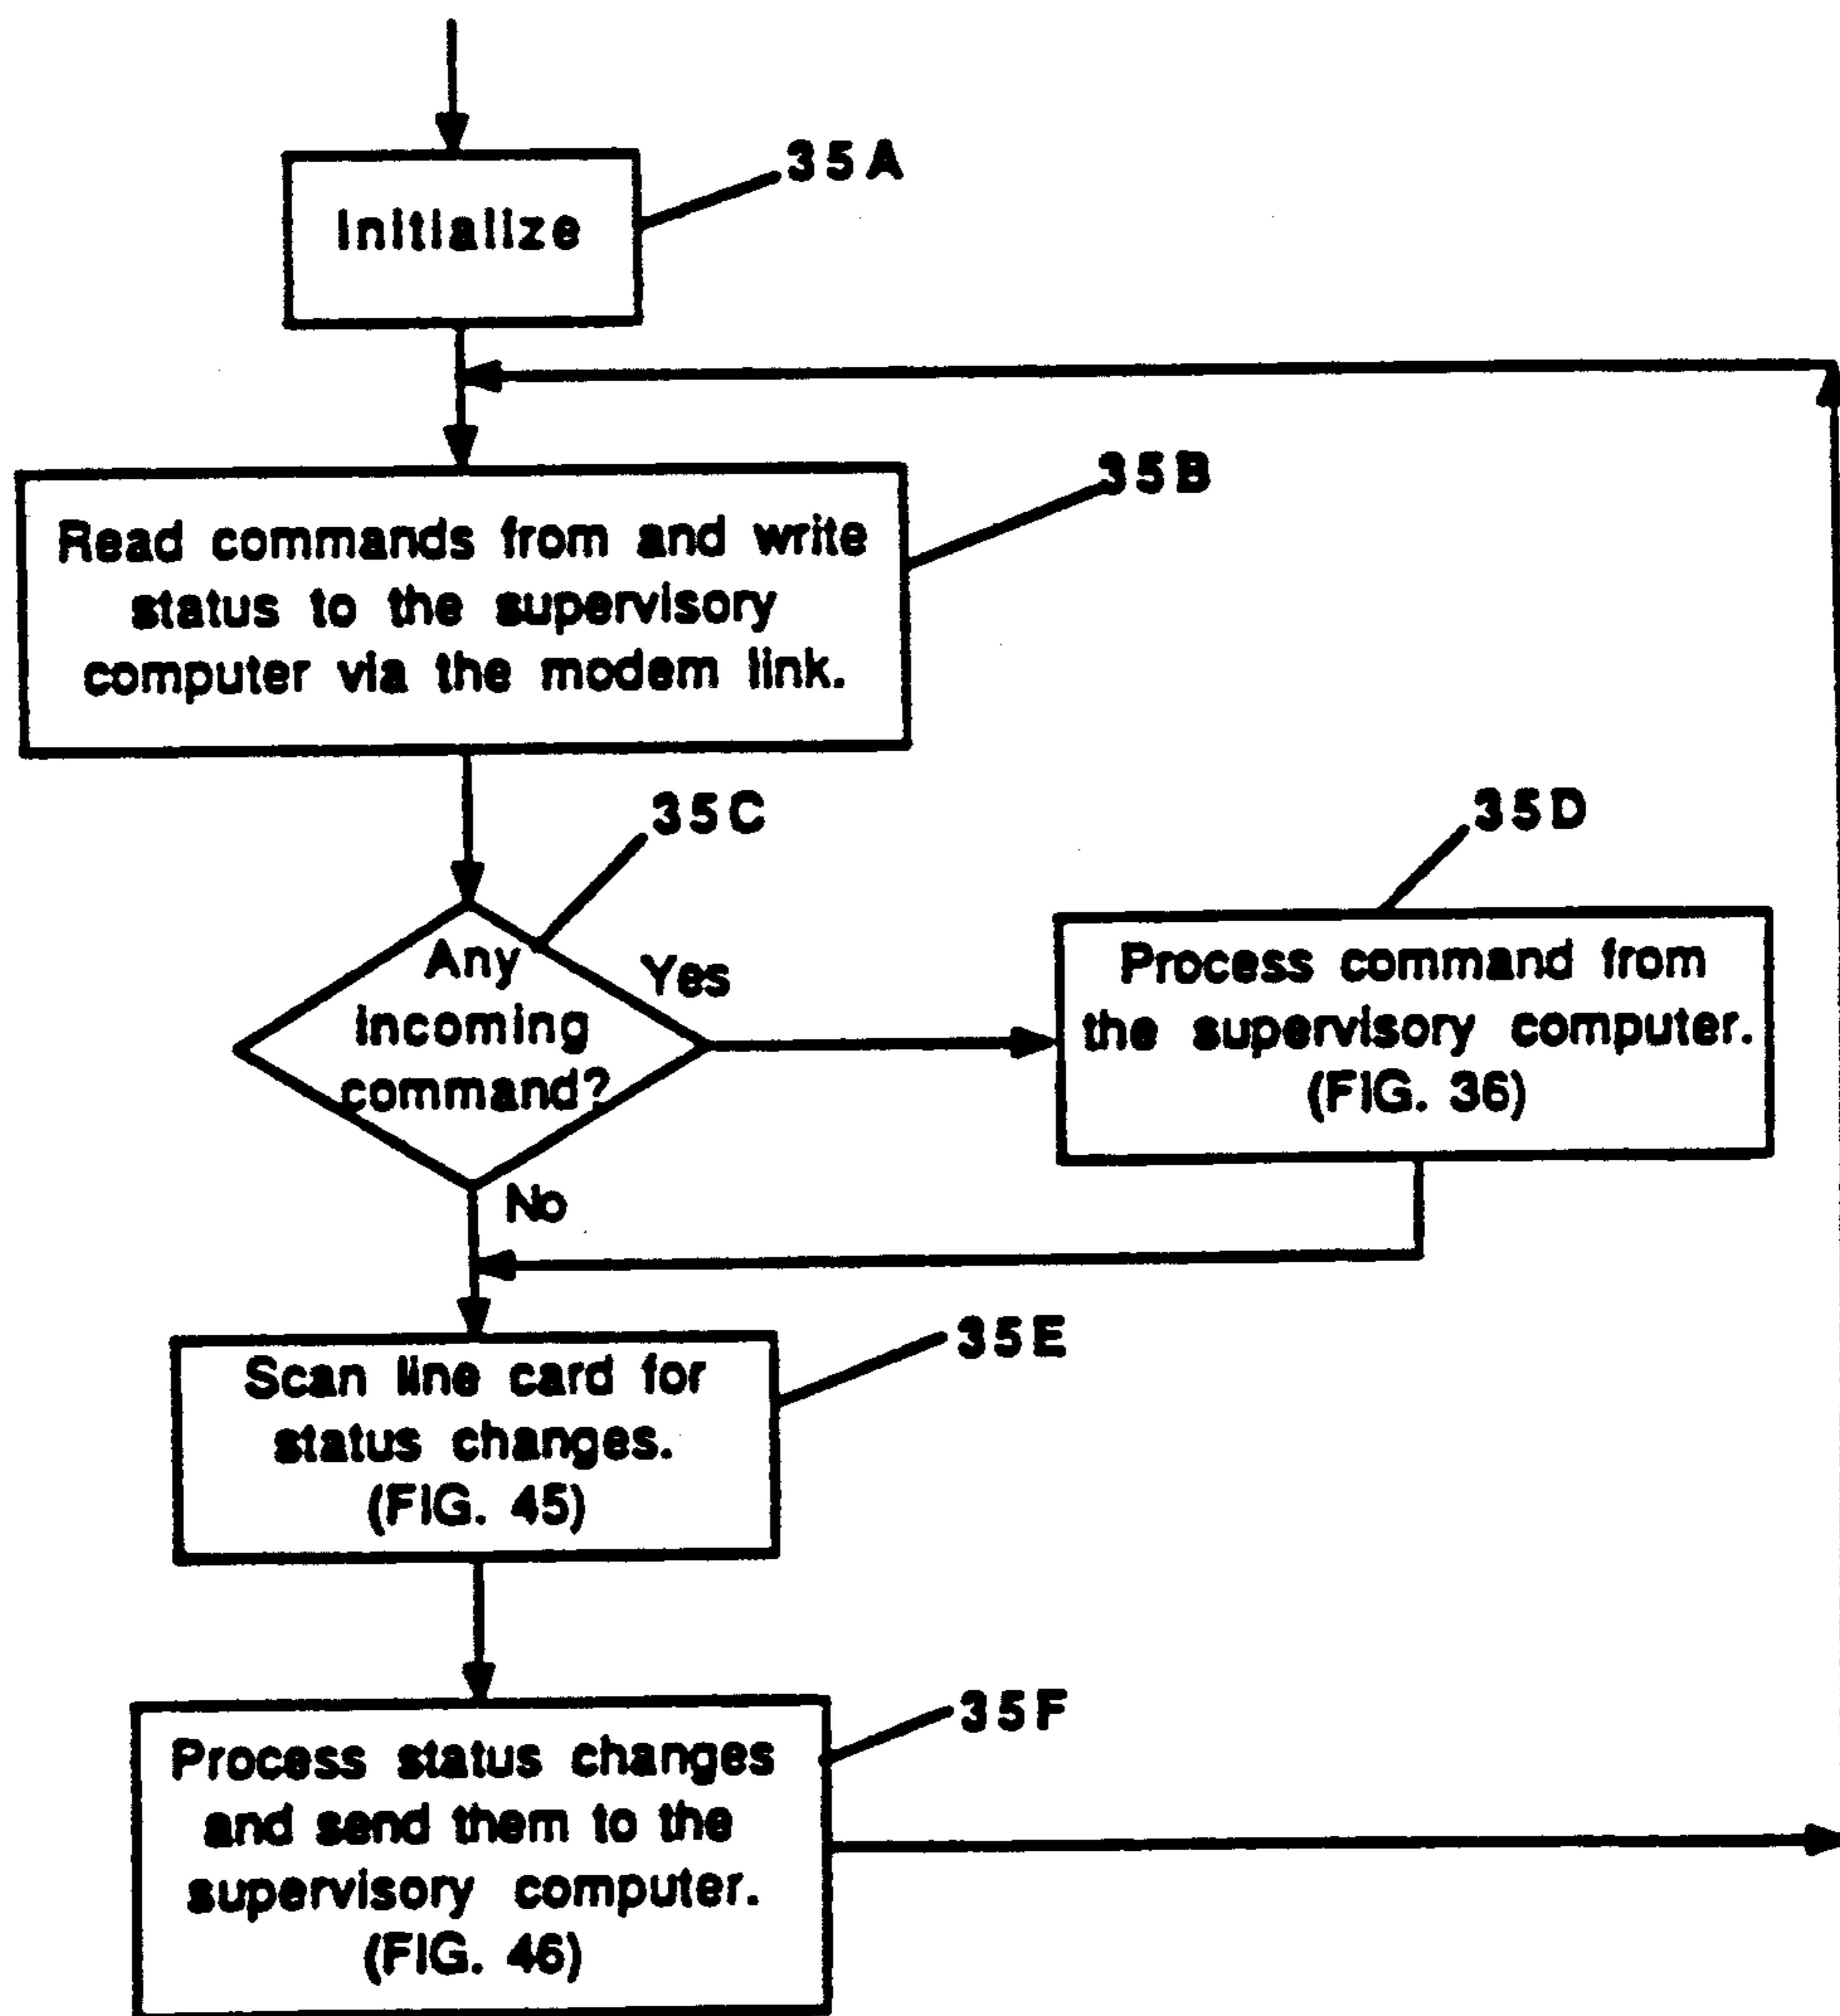 35A
Initialize
35B
Read commands from and write
status to the supervisory
computer via the modem link.
35C
35D
Any
incoming
command?
Yes
Process command from
the supervisory computer.
(FIG. 36)
No
35E
Scan line card for
status changes.
(FIG. 45)
35F
Process status changes
and send them to the
supervisory computer.
(FIG. 46)